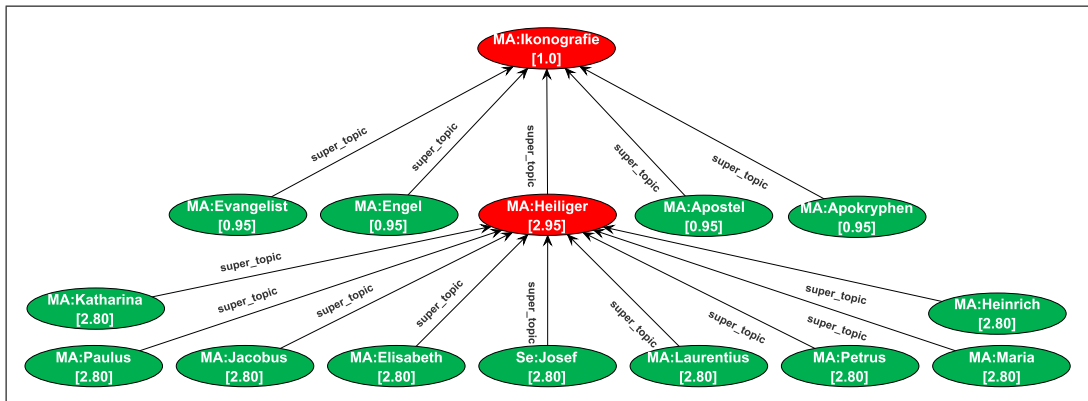 MA:Ikonografie
[1.0]
super_topic
super_topic
super_topic
super_topic
super_topic
MA:Evangelist
[0.95]
MA:Engel
[0.95]
MA:Heiliger
[2.95]
MA:Apostel
[0.95]
MA:Apokryphen
[0.95]
super_topic
super_topic
super_topic
super_topic
super_topic
super_topic
super_topic
super_topic
super_topic
MA:Katharina
[2.80]
MA:Heinrich
[2.80]
MA:Paulus
[2.80]
MA:Jacobus
[2.80]
MA:Elisabeth
[2.80]
Se:Josef
[2.80]
MA:Laurentius
[2.80]
MA:Petrus
[2.80]
MA:Maria
[2.80]